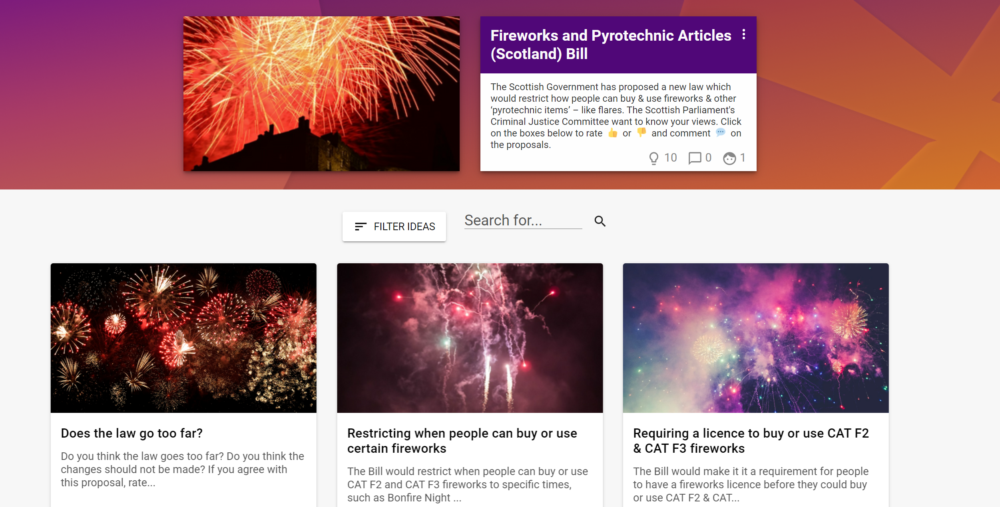 Fireworks and Pyrotechnic Articles
(Scotland) Bill
The Scottish Government has proposed a new law which
would restrict how people can buy & use fireworks & other
‘pyrotechnic items’ – like flares. The Scottish Parliament's
Criminal Justice Committee want to know your views. Click
on the boxes below to rate 👍 or 👎 and comment 💬 on
the proposals.
10 0 1
FILTER IDEAS
Search for...
Does the law go too far?
Do you think the law goes too far? Do you think the
changes should not be made? If you agree with
this proposal, rate...
Restricting when people can buy or use
certain fireworks
The Bill would restrict when people can buy or use
CAT F2 and CAT F3 fireworks to specific times,
such as Bonfire Night ...
Requiring a licence to buy or use CAT F2
& CAT F3 fireworks
The Bill would make it it a requirement for people
to have a fireworks licence before they could buy
or use CAT F2 & CAT...